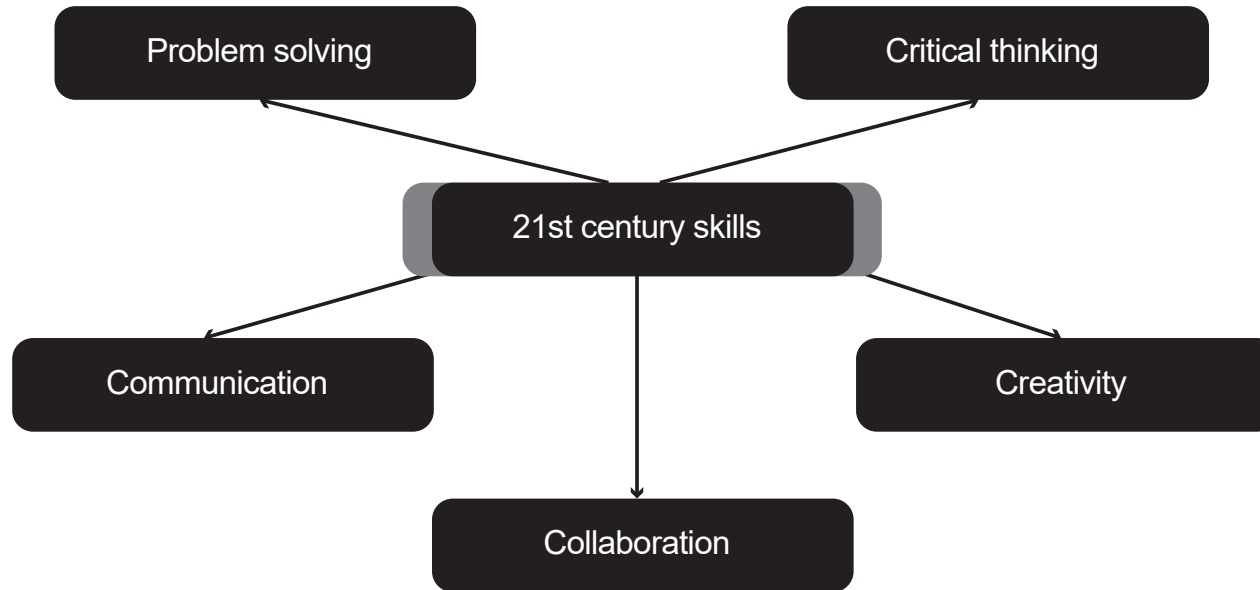 Problem solving
Critical thinking
21st century skills
Communication
Creativity
Collaboration